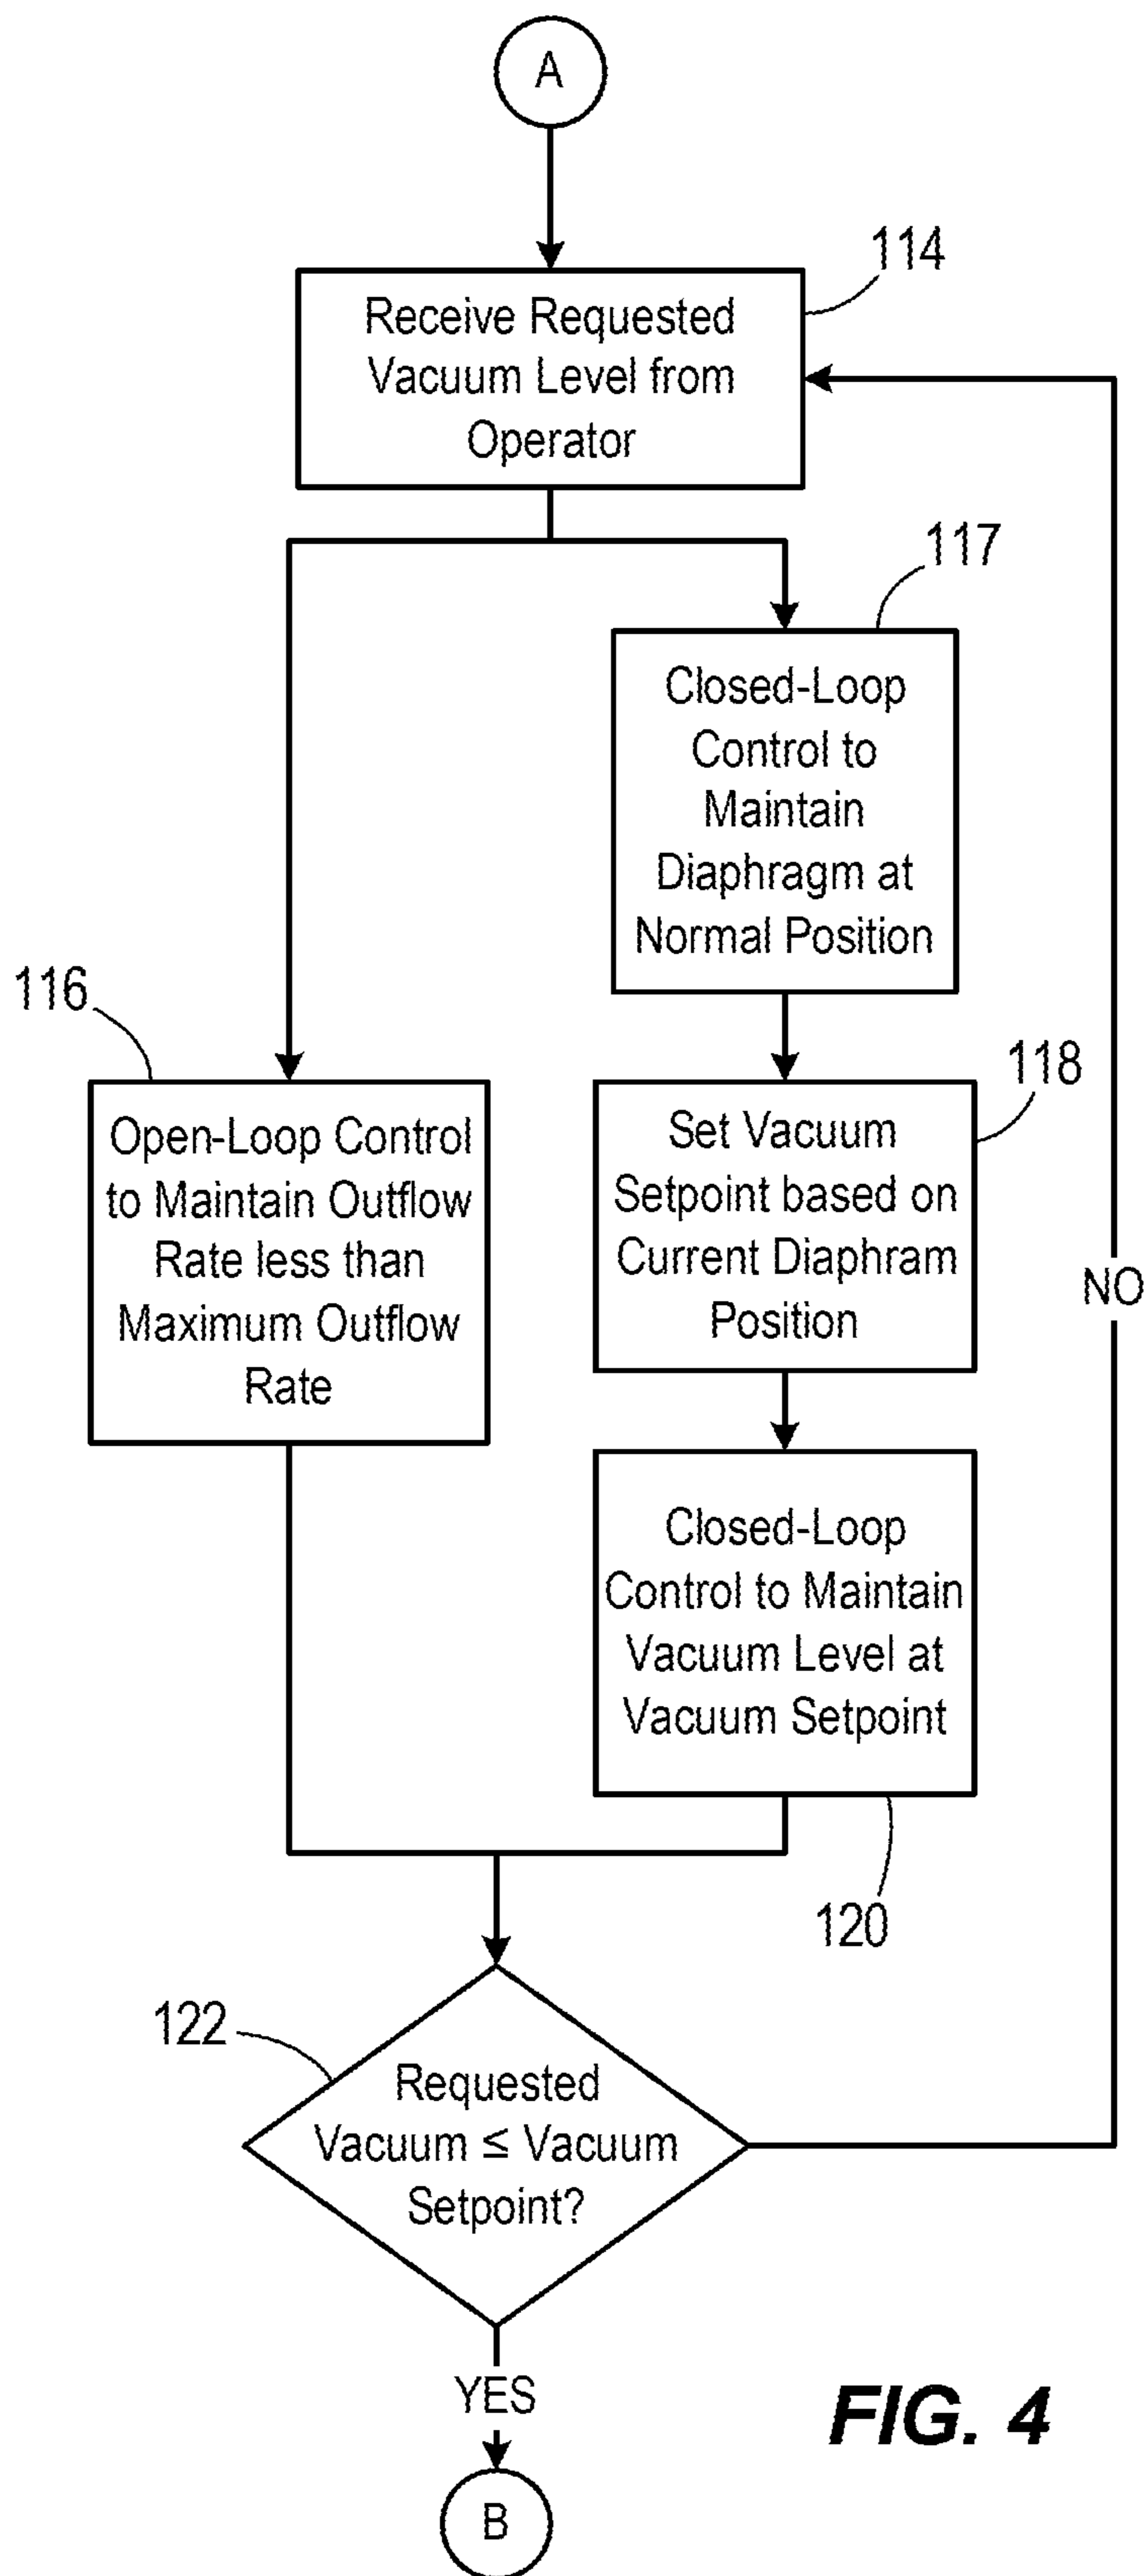 A
114
Receive Requested
Vacuum Level from
Operator
117
Closed-Loop
Control to
Maintain
Diaphragm at
Normal Position
116
Open-Loop Control
to Maintain Outflow
Rate less than
Maximum Outflow
Rate
118
Set Vacuum
Setpoint based on
Current Diaphram
Position
NO
Closed-Loop
Control to Maintain
Vacuum Level at
Vacuum Setpoint
120
122
Requested
Vacuum ≤ Vacuum
Setpoint?
YES
B
FIG. 4